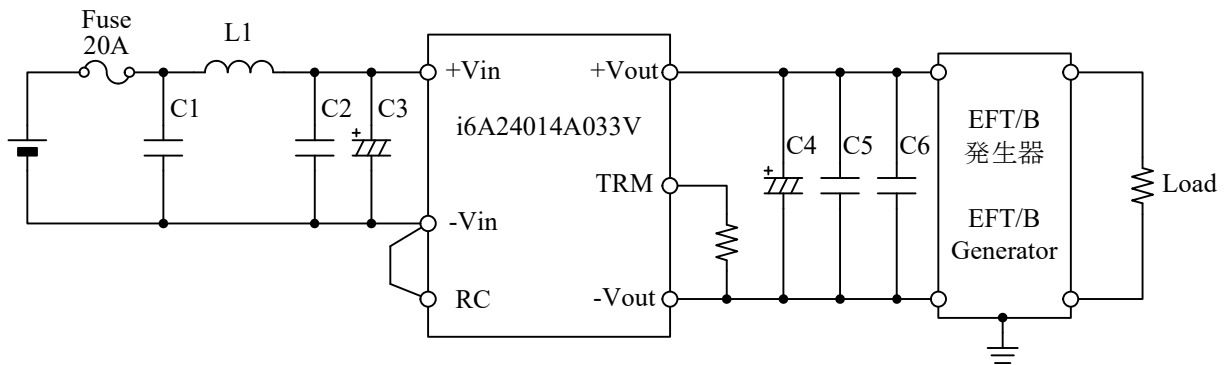 Fuse
20A
L1
C1
C2
C3
+
+Vin
-Vin
RC
i6A24014A033V
+Vout
TRM
-Vout
C4
+
C5
C6
EFT/B
発生器
EFT/B
Generator
Load